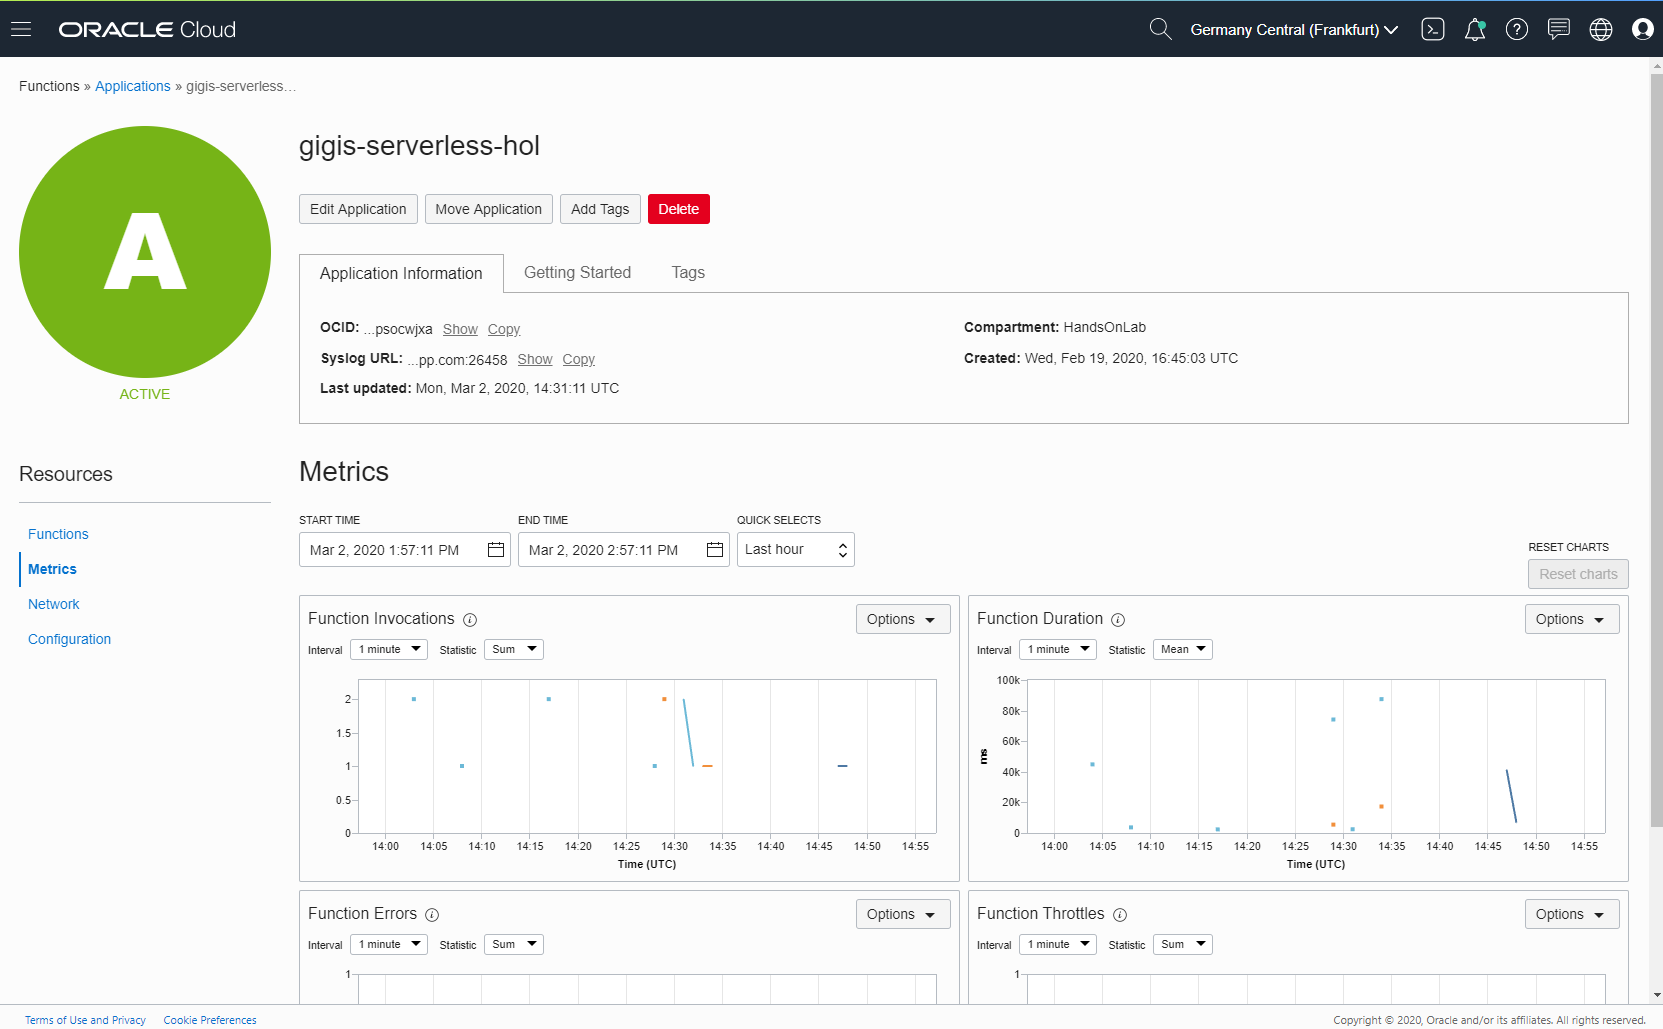 ORACLE Cloud
Germany Central (Frankfurt)
Functions » Applications » gigis-serverless...
A
ACTIVE
gigis-serverless-hol
Edit Application Move Application Add Tags Delete
Application Information Getting Started Tags
OCID: ...psocwjxa Show Copy
Compartment: HandsOnLab
Syslog URL: ...pp.com:26458 Show Copy
Created: Wed, Feb 19, 2020, 16:45:03 UTC
Last updated: Mon, Mar 2, 2020, 14:31:11 UTC
Resources
Functions
Metrics
Network
Configuration
Metrics
START TIME END TIME QUICK SELECTS
Mar 2, 2020 1:57:11 PM Mar 2, 2020 2:57:11 PM Last hour
RESET CHARTS
Reset charts
Function Invocations i Options
Interval 1 minute Statistic Sum
2
1.5
1
0.5
0
14:00 14:05 14:10 14:15 14:20 14:25 14:30 14:35 14:40 14:45 14:50 14:55
Time (UTC)
Function Duration i Options
Interval 1 minute Statistic Mean
ms
100k
80k
60k
40k
20k
0
14:00 14:05 14:10 14:15 14:20 14:25 14:30 14:35 14:40 14:45 14:50 14:55
Time (UTC)
Function Errors i Options
Interval 1 minute Statistic Sum
1
Function Throttles i Options
Interval 1 minute Statistic Sum
1
Terms of Use and Privacy Cookie Preferences
Copyright © 2020, Oracle and/or its affiliates. All rights reserved.